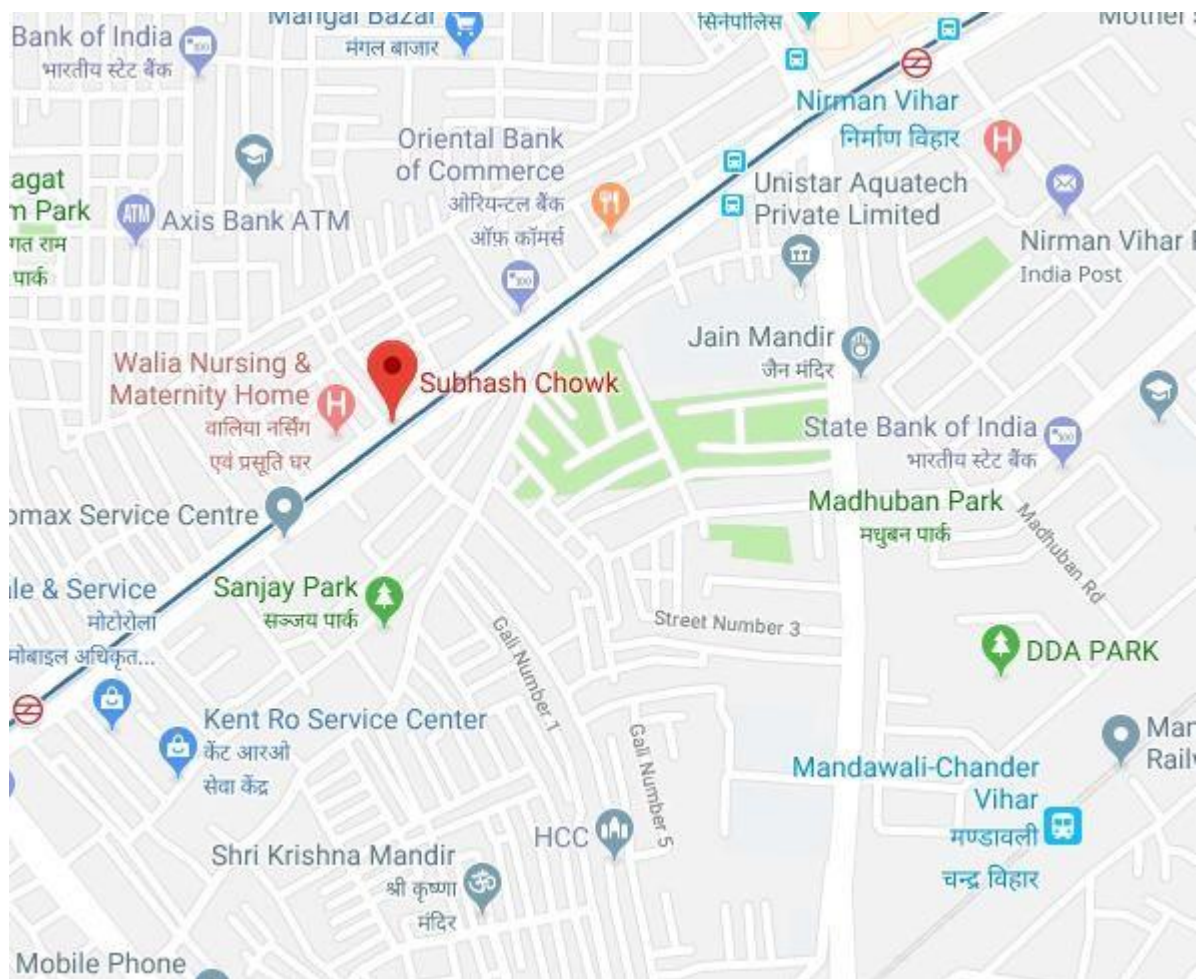 Mangal Bazar
मंगल बाजार
सिनेपोलिस
Mother
Bank of India
भारतीय स्टेट बैंक
Nirman Vihar
निर्माण विहार
Oriental Bank
of Commerce
ओरियन्टल बैंक
ऑफ़ कॉमर्स
Unistar Aquatech
Private Limited
agat
m Park
गत राम
पार्क
Axis Bank ATM
ATM
Nirman Vihar
India Post
Jain Mandir
जैन मंदिर
Walia Nursing &
Maternity Home
वालिया नर्सिंग
एवं प्रसूति घर
H
H
Subhash Chowk
State Bank of India
भारतीय स्टेट बैंक
omax Service Centre
Madhuban Park
मधुबन पार्क
Madhuban Rd
le & Service
मोटोरोला
मोबाइल अधिकृत...
Sanjay Park
सञ्जय पार्क
Gali Number 1
Street Number 3
DDA PARK
Kent Ro Service Center
केंट आरओ
सेवा केंद्र
Gali Number 5
Man
Railv
Mandawali-Chander
Vihar
मण्डावली
चन्द्र विहार
HCC
Shri Krishna Mandir
श्री कृष्णा
मंदिर
Mobile Phone